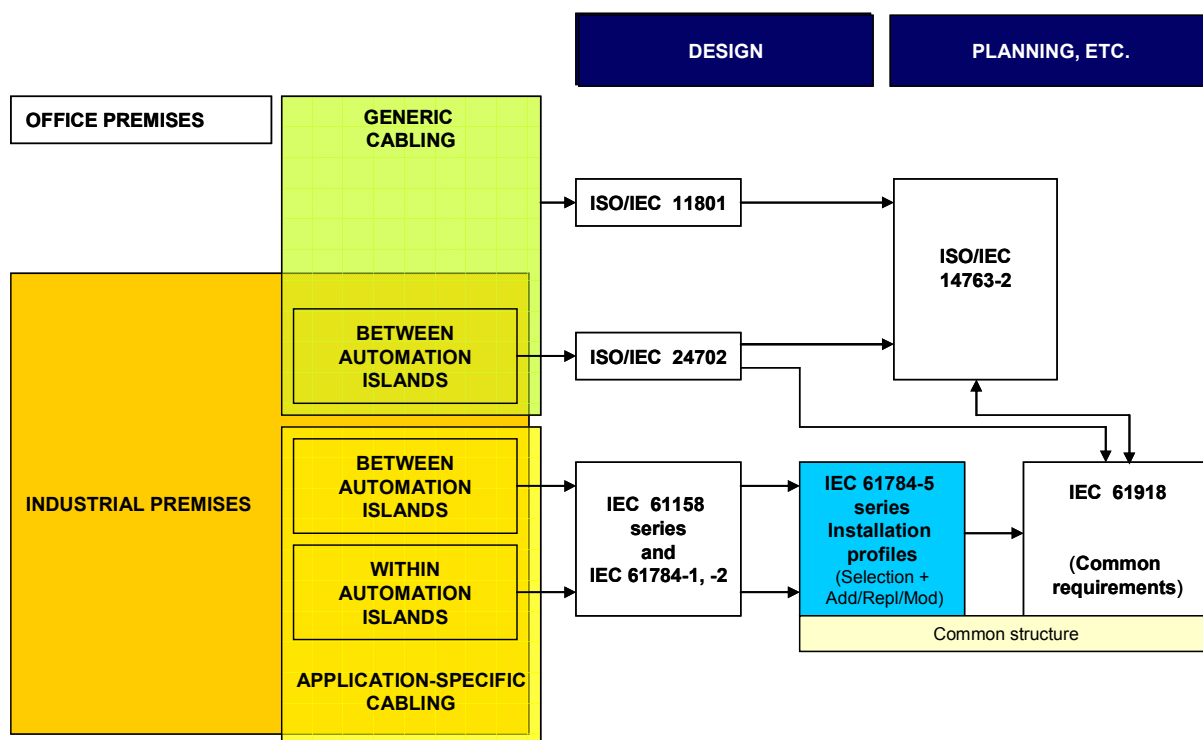 DESIGN
PLANNING, ETC.
OFFICE PREMISES
GENERIC
CABLING
ISO/IEC 11801
ISO/IEC
14763-2
BETWEEN
AUTOMATION
ISLANDS
ISO/IEC 24702
INDUSTRIAL PREMISES
BETWEEN
AUTOMATION
ISLANDS
WITHIN
AUTOMATION
ISLANDS
APPLICATION-SPECIFIC
CABLING
IEC 61158
series
and
IEC 61784-1, -2
IEC 61784-5
series
Installation
profiles
(Selection +
Add/Repl/Mod)
IEC 61918
(Common
requirements)
Common structure